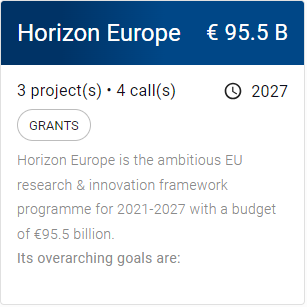 Horizon Europe € 95.5 B
3 project(s) • 4 call(s) 2027
GRANTS
Horizon Europe is the ambitious EU
research & innovation framework
programme for 2021-2027 with a budget
of €95.5 billion.
Its overarching goals are: